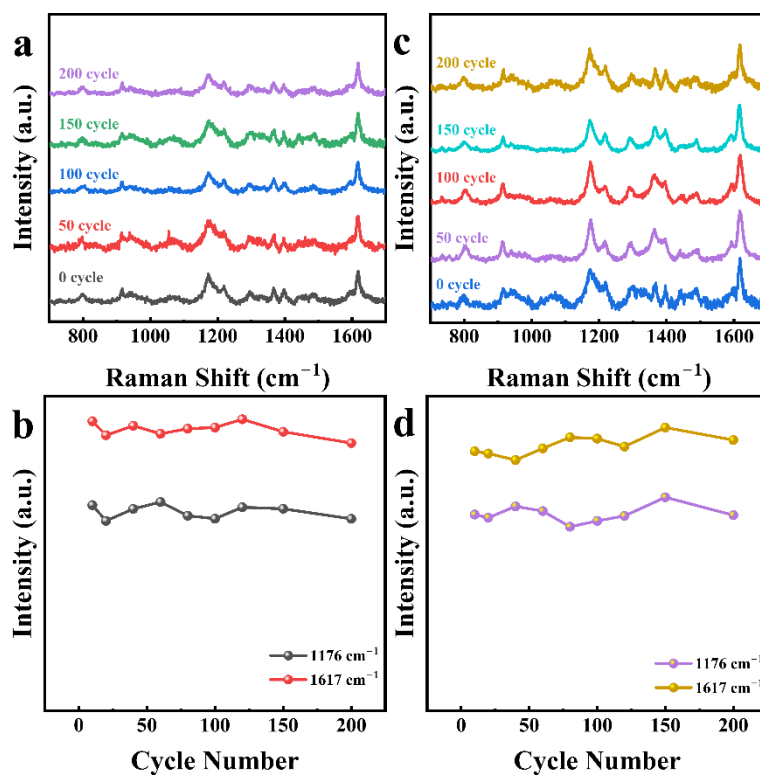 a
200 cycle
150 cycle
100 cycle
50 cycle
0 cycle
Intensity (a.u.)
800 1000 1200 1400 1600
Raman Shift (cm⁻¹)
c
200 cycle
150 cycle
100 cycle
50 cycle
0 cycle
Intensity (a.u.)
800 1000 1200 1400 1600
Raman Shift (cm⁻¹)
b
Intensity (a.u.)
1176 cm⁻¹
1617 cm⁻¹
0 50 100 150 200
Cycle Number
d
Intensity (a.u.)
1176 cm⁻¹
1617 cm⁻¹
0 50 100 150 200
Cycle Number